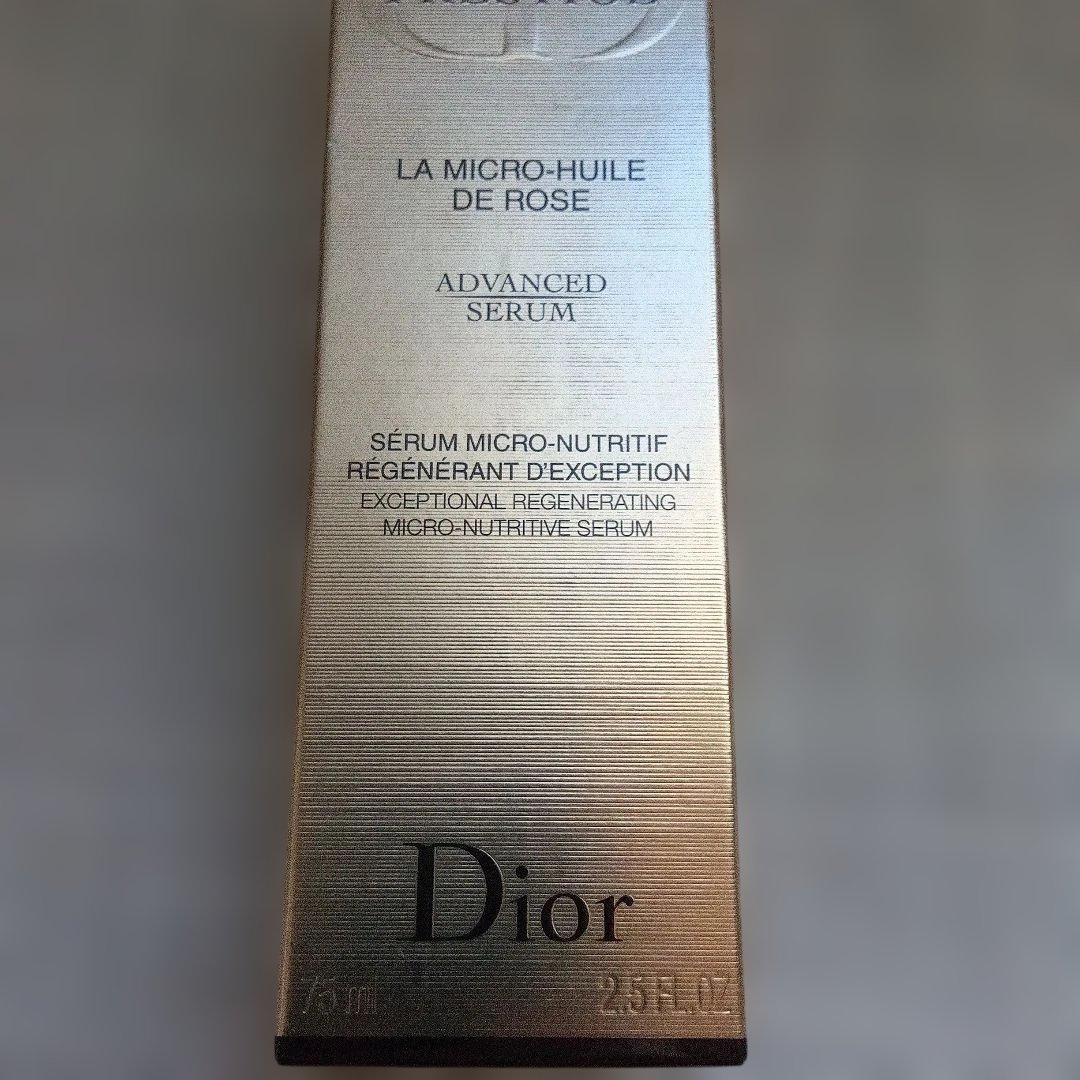 PRESTIGE
LA MICRO-HUILE
DE ROSE
ADVANCED
SERUM
SÉRUM MICRO-NUTRITIF
RÉGÉNÉRANT D'EXCEPTION
EXCEPTIONAL REGENERATING
MICRO-NUTRITIVE SERUM
Dior
75 ml 2.5 FL.OZ